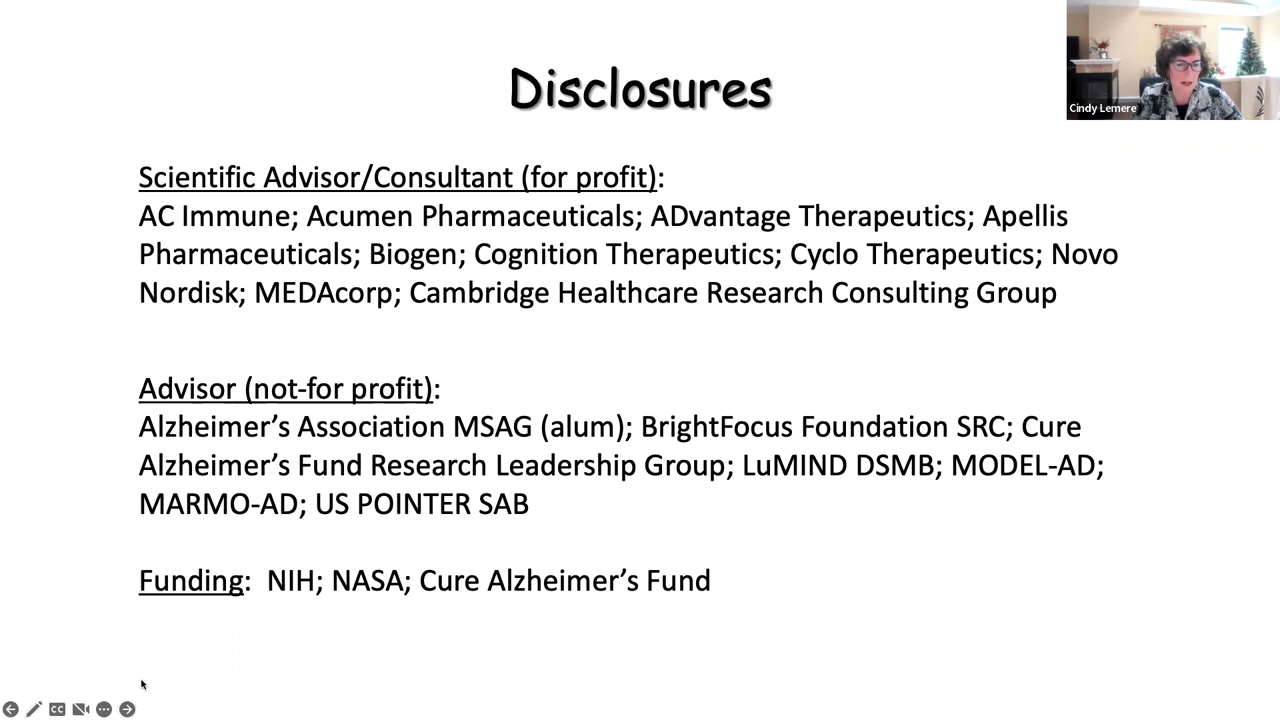 Disclosures
Cindy Lemere
Scientific Advisor/Consultant (for profit):
AC Immune; Acumen Pharmaceuticals; ADvantage Therapeutics; Apellis
Pharmaceuticals; Biogen; Cognition Therapeutics; Cyclo Therapeutics; Novo
Nordisk; MEDAcorp; Cambridge Healthcare Research Consulting Group
Advisor (not-for profit):
Alzheimer’s Association MSAG (alum); BrightFocus Foundation SRC; Cure
Alzheimer’s Fund Research Leadership Group; LuMIND DSMB; MODEL-AD;
MARMO-AD; US POINTER SAB
Funding: NIH; NASA; Cure Alzheimer’s Fund
CC